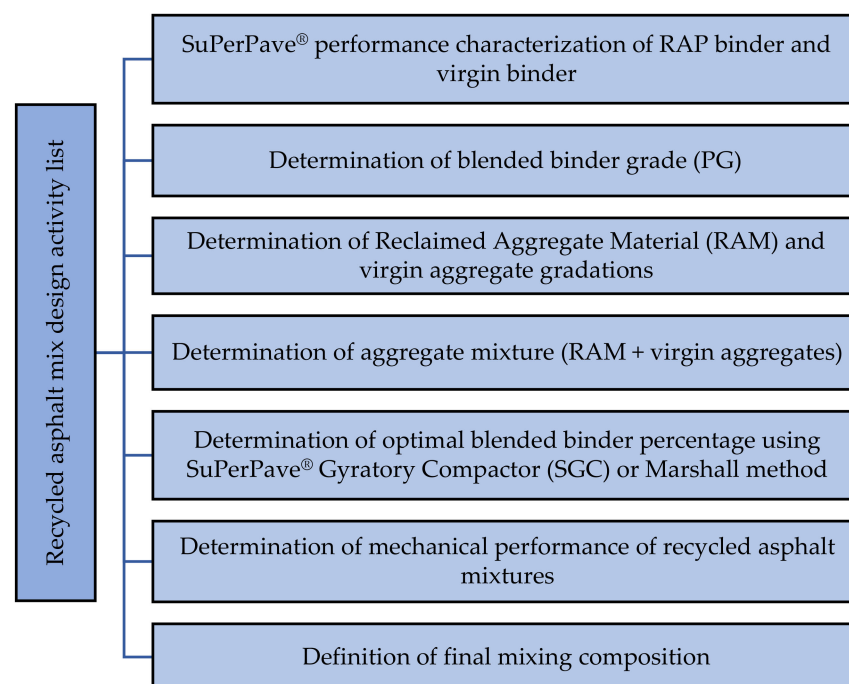 Recycled asphalt mix design activity list
SuPerPave® performance characterization of RAP binder and
virgin binder
Determination of blended binder grade (PG)
Determination of Reclaimed Aggregate Material (RAM) and
virgin aggregate gradations
Determination of aggregate mixture (RAM + virgin aggregates)
Determination of optimal blended binder percentage using
SuPerPave® Gyratory Compactor (SGC) or Marshall method
Determination of mechanical performance of recycled asphalt
mixtures
Definition of final mixing composition